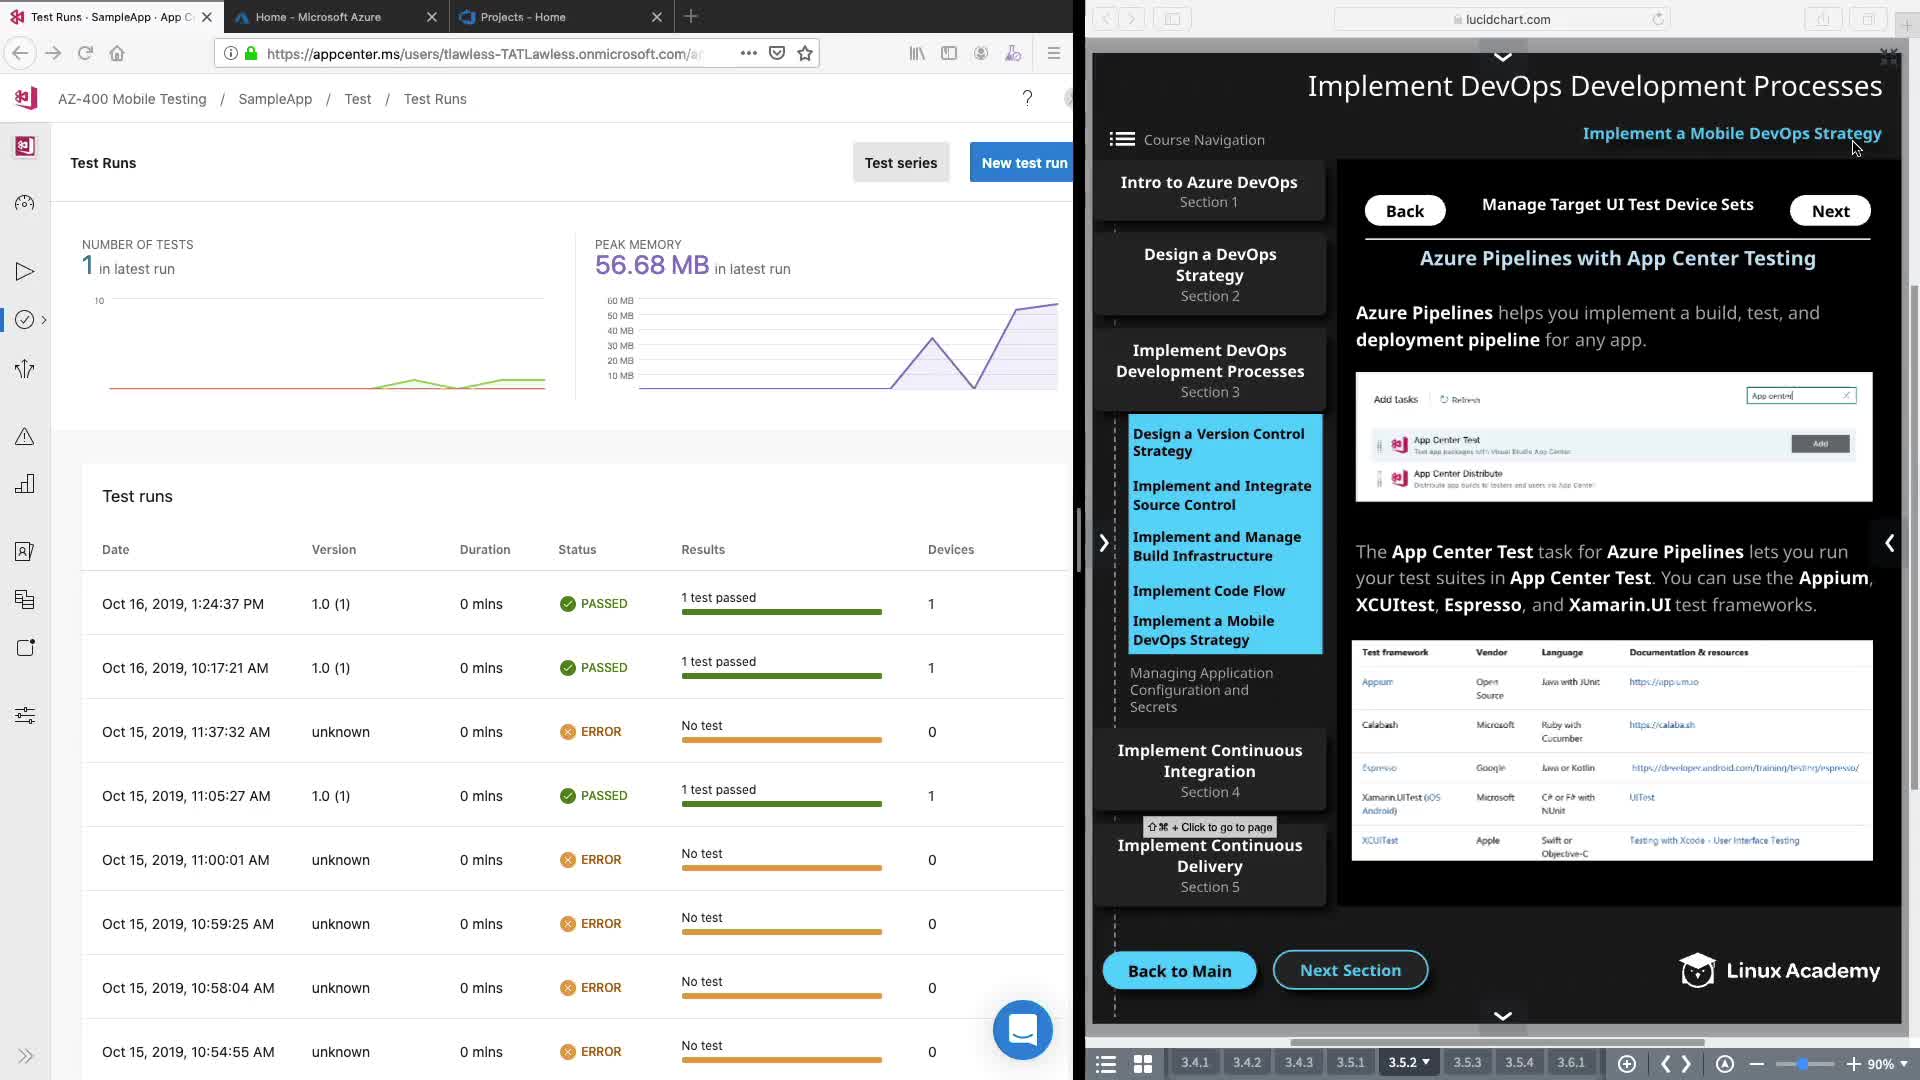 Test Runs · SampleApp · App C
Home - Microsoft Azure
Projects - Home
https://appcenter.ms/users/tlawless-TATLawless.onmicrosoft.com/a
AZ-400 Mobile Testing / SampleApp / Test / Test Runs
Test Runs
Test series
New test run
NUMBER OF TESTS
1 in latest run
10
PEAK MEMORY
56.68 MB in latest run
60 MB
50 MB
40 MB
30 MB
20 MB
10 MB
Test runs
Date Version Duration Status Results Devices
Oct 16, 2019, 1:24:37 PM 1.0 (1) 0 mins PASSED 1 test passed 1
Oct 16, 2019, 10:17:21 AM 1.0 (1) 0 mins PASSED 1 test passed 1
Oct 15, 2019, 11:37:32 AM unknown 0 mins ERROR No test 0
Oct 15, 2019, 11:05:27 AM 1.0 (1) 0 mins PASSED 1 test passed 1
Oct 15, 2019, 11:00:01 AM unknown 0 mins ERROR No test 0
Oct 15, 2019, 10:59:25 AM unknown 0 mins ERROR No test 0
Oct 15, 2019, 10:58:04 AM unknown 0 mins ERROR No test 0
Oct 15, 2019, 10:54:55 AM unknown 0 mins ERROR No test 0
lucidchart.com
Implement DevOps Development Processes
Implement a Mobile DevOps Strategy
Course Navigation
Intro to Azure DevOps
Section 1
Design a DevOps
Strategy
Section 2
Implement DevOps
Development Processes
Section 3
Design a Version Control
Strategy
Implement and Integrate
Source Control
Implement and Manage
Build Infrastructure
Implement Code Flow
Implement a Mobile
DevOps Strategy
Managing Application
Configuration and
Secrets
Implement Continuous
Integration
Section 4
⇧⌘ + Click to go to page
Implement Continuous
Delivery
Section 5
Back to Main
Next Section
Back
Manage Target UI Test Device Sets
Next
Azure Pipelines with App Center Testing
Azure Pipelines helps you implement a build, test, and
deployment pipeline for any app.
Add tasks
Refresh
App center
App Center Test
Test app packages with Visual Studio App Center
Add
App Center Distribute
Distribute app builds to testers and users via App Center
The App Center Test task for Azure Pipelines lets you run
your test suites in App Center Test. You can use the Appium,
XCUItest, Espresso, and Xamarin.UI test frameworks.
Test framework Vendor Language Documentation & resources
Appium Open Source Java with JUnit https://appium.io
Calabash Microsoft Ruby with Cucumber https://calaba.sh
Espresso Google Java or Kotlin https://developer.android.com/training/testing/espresso/
Xamarin.UITest (iOS Android) Microsoft C# or F# with NUnit UITest
XCUITest Apple Swift or Objective-C Testing with Xcode - User Interface Testing
Linux Academy
3.4.1 3.4.2 3.4.3 3.5.1 3.5.2 3.5.3 3.5.4 3.6.1
90%